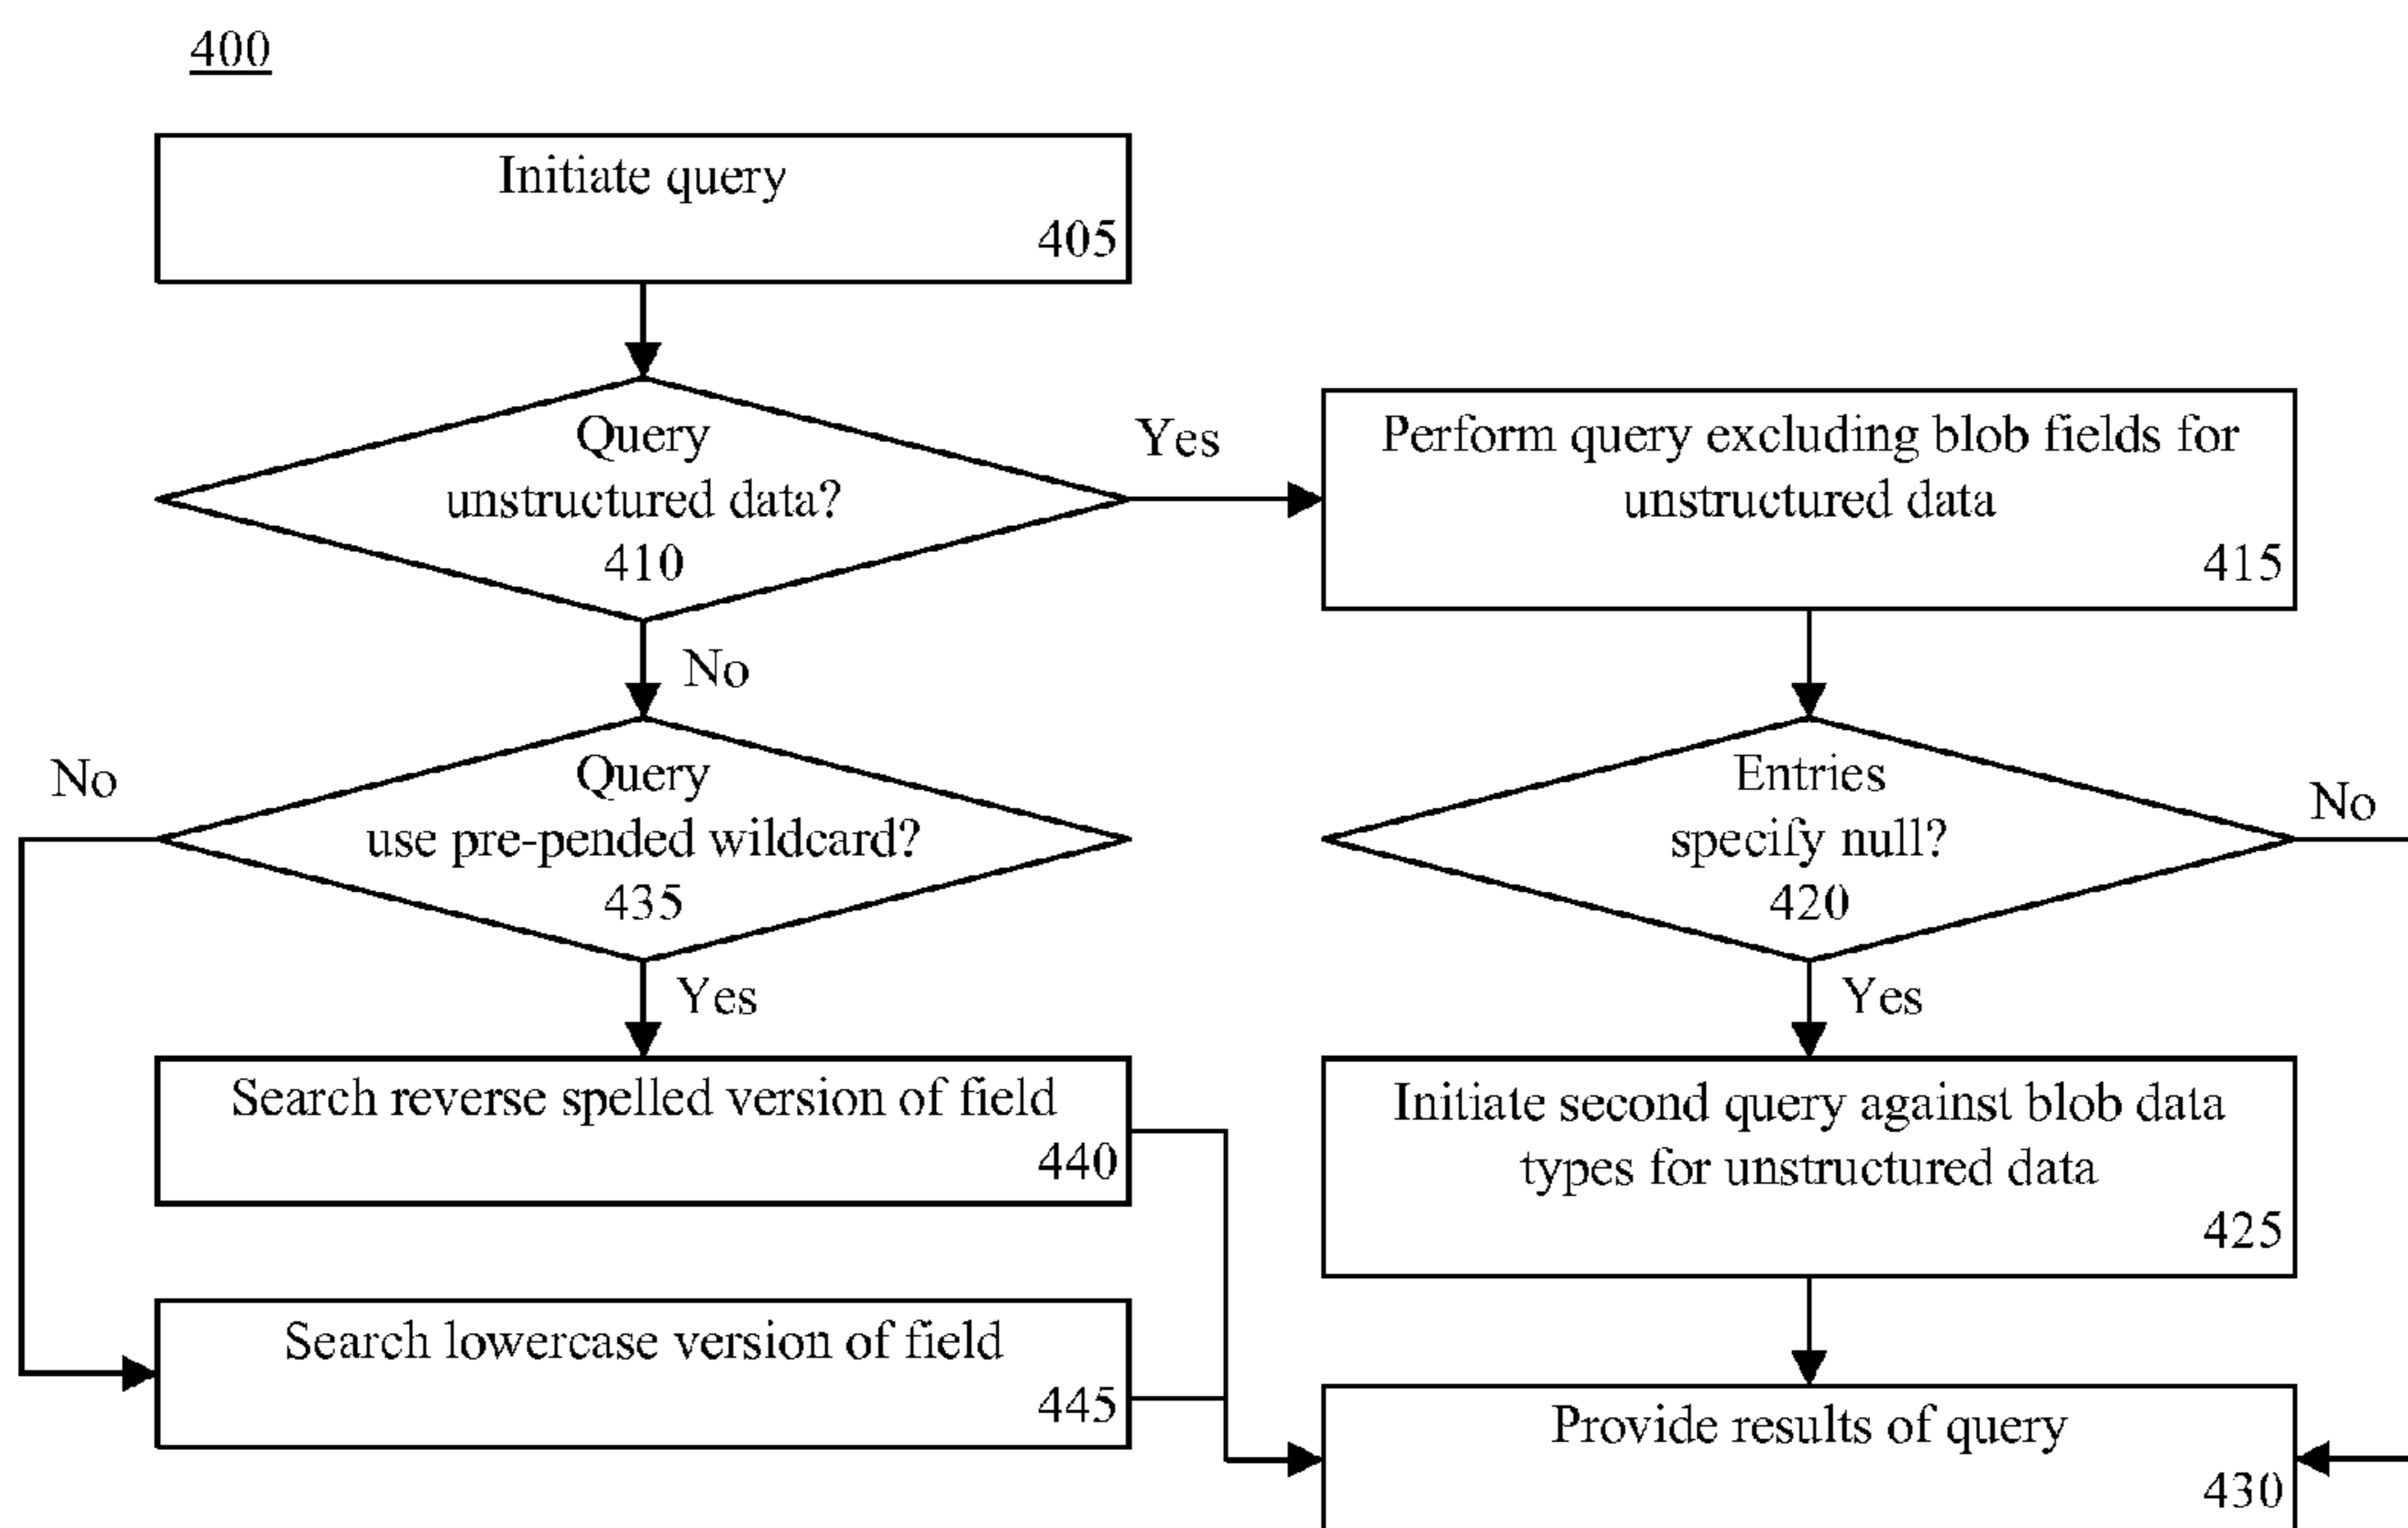 400
Initiate query
405
Query
unstructured data?
410
Yes
Perform query excluding blob fields for
unstructured data
415
No
Query
use pre-pended wildcard?
435
No
Yes
Entries
specify null?
420
No
Yes
Search reverse spelled version of field
440
Initiate second query against blob data
types for unstructured data
425
Search lowercase version of field
445
Provide results of query
430